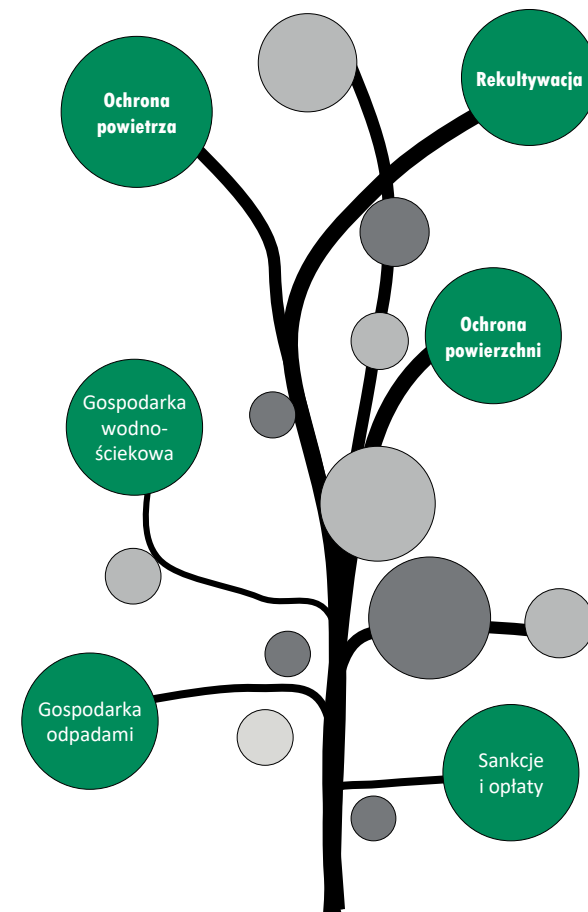 Ochrona
powietrza
Rekultywacja
Ochrona
powierzchni
Gospodarka
wodno-
ściekowa
Gospodarka
odpadami
Sankcje
i opłaty